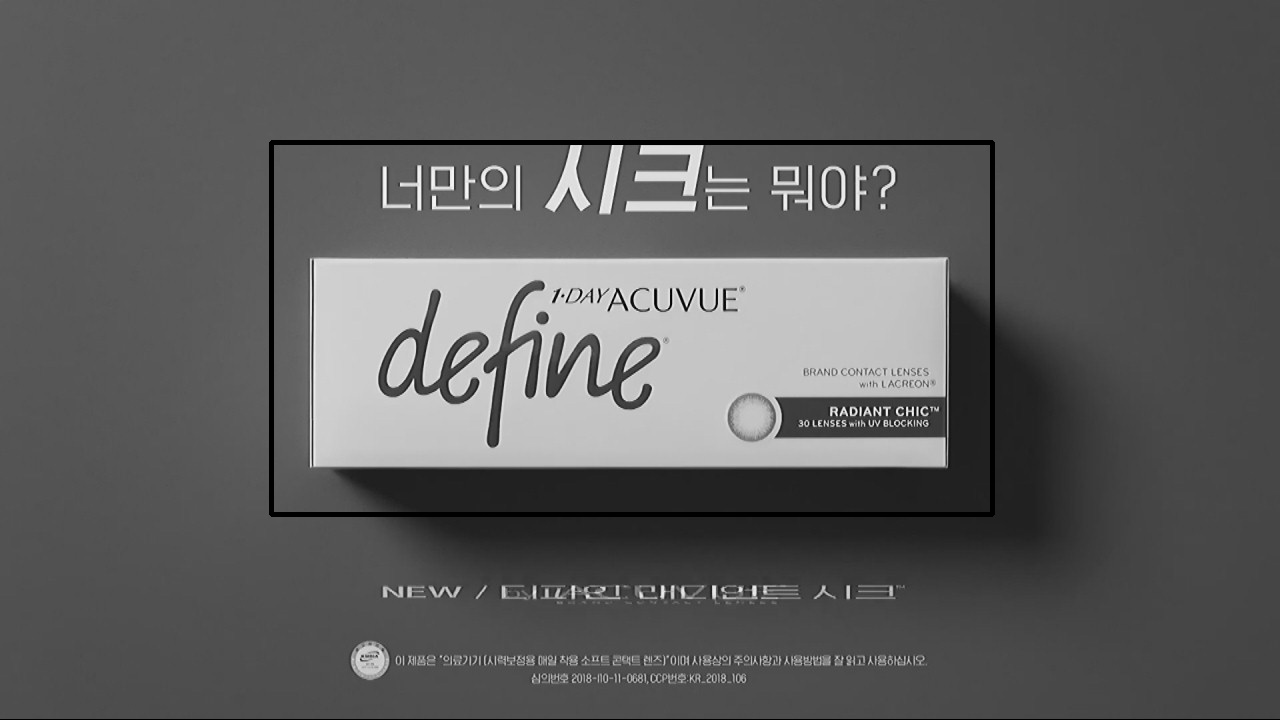 너만의 시크는 뭐야?
1·DAY ACUVUE®
define®
BRAND CONTACT LENSES
with LACREON®
RADIANT CHIC™
30 LENSES with UV BLOCKING
NEW / 디파인 래디언트 시크™
이 제품은 "의료기기 (시력보정용 매일 착용 소프트 콘택트 렌즈)"이며 사용상의 주의사항과 사용방법을 잘 읽고 사용하십시오.
심의번호 2018-I10-11-0681, CCP번호:KR_2018_106